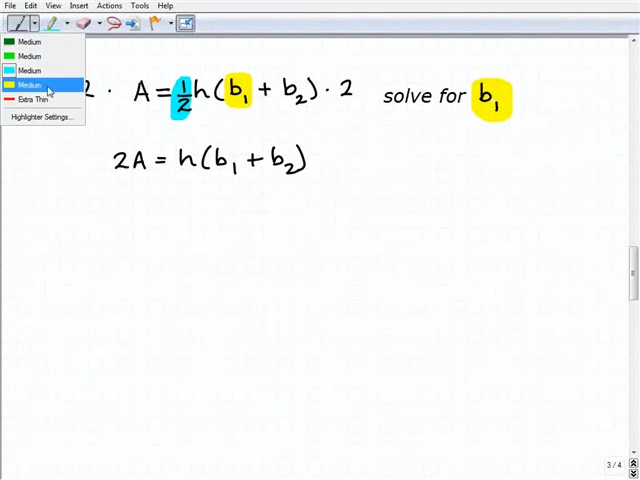 File Edit View Insert Actions Tools Help
Medium
Medium
Medium
Medium
Extra Thin
Highlighter Settings...
2 · A = 1/2 h(b₁ + b₂) · 2 solve for b₁
2A = h(b₁ + b₂)
3 / 4